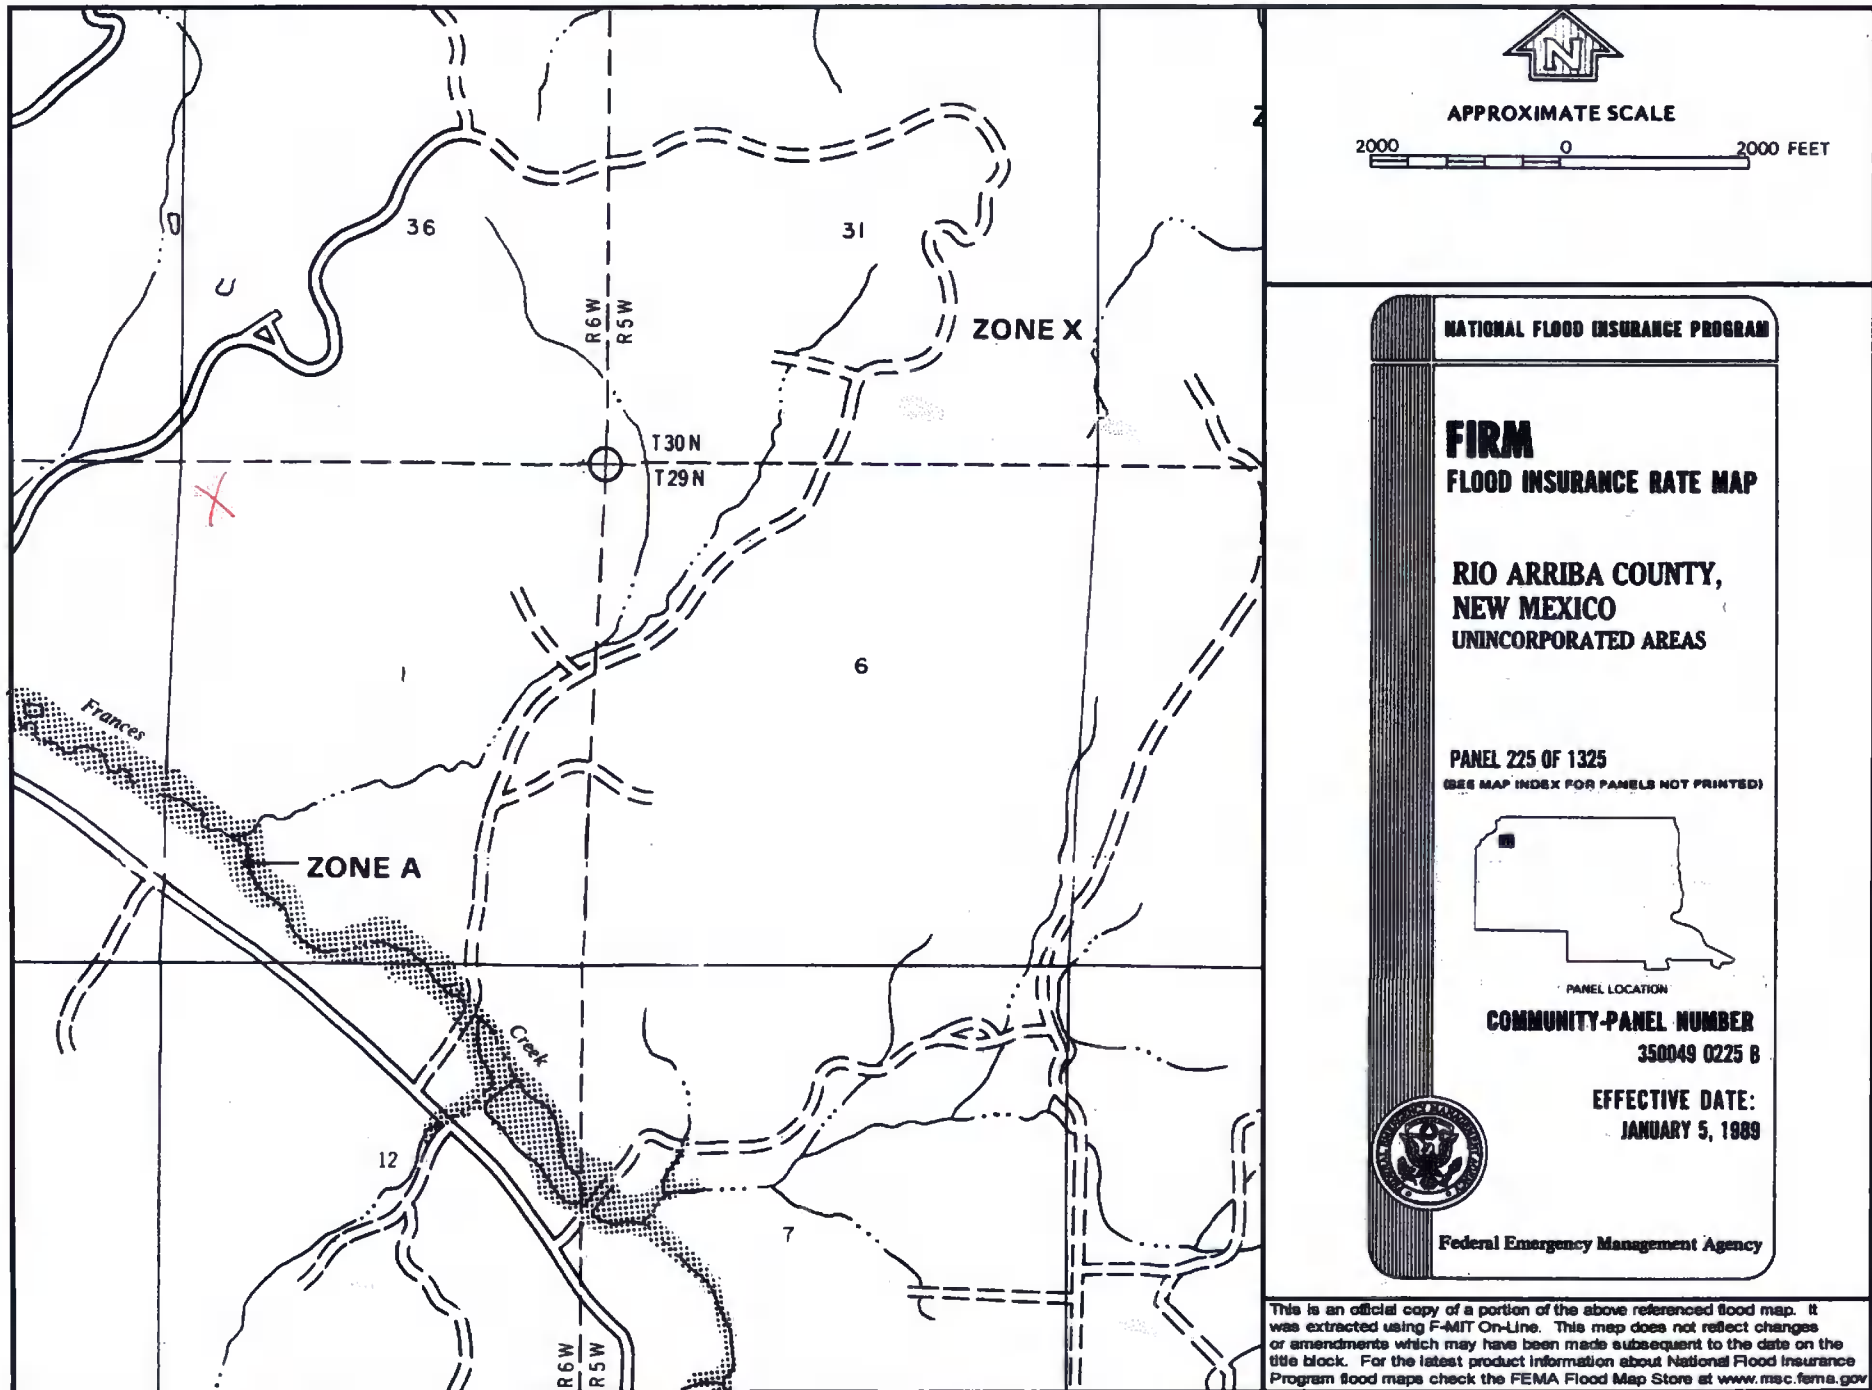 N
APPROXIMATE SCALE
2000 0 2000 FEET
36
31
R6W
R5W
ZONE X
T30N
T29N
X
1
6
Frances
ZONE A
Creek
12
7
R6W
R5W
NATIONAL FLOOD INSURANCE PROGRAM
FIRM
FLOOD INSURANCE RATE MAP
RIO ARRIBA COUNTY,
NEW MEXICO
UNINCORPORATED AREAS
PANEL 225 OF 1325
(SEE MAP INDEX FOR PANELS NOT PRINTED)
PANEL LOCATION
COMMUNITY-PANEL NUMBER
350049 0225 B
EFFECTIVE DATE:
JANUARY 5, 1989
Federal Emergency Management Agency
This is an official copy of a portion of the above referenced flood map. It
was extracted using F-MIT On-Line. This map does not reflect changes
or amendments which may have been made subsequent to the date on the
title block. For the latest product information about National Flood Insurance
Program flood maps check the FEMA Flood Map Store at www.msc.fema.gov